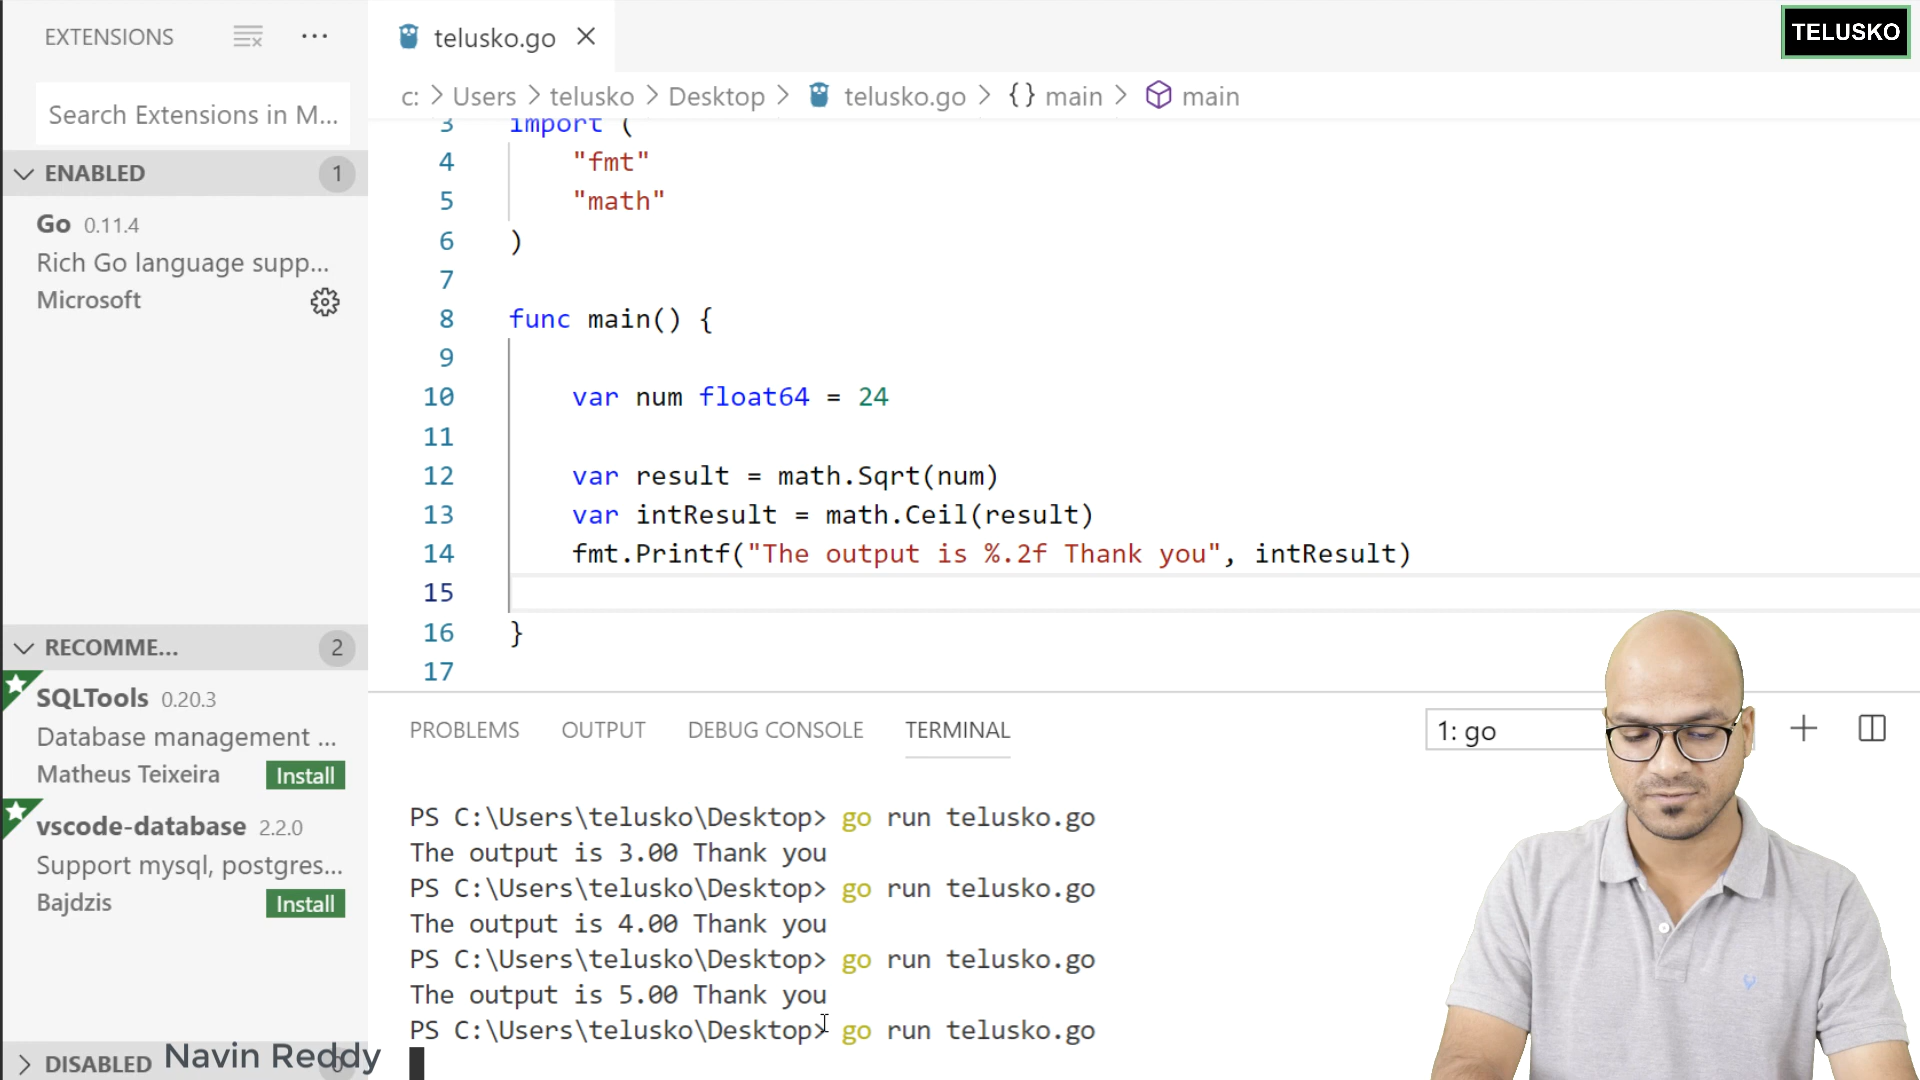 EXTENSIONS
Search Extensions in M...
ENABLED 1
Go 0.11.4
Rich Go language supp...
Microsoft
RECOMME... 2
SQLTools 0.20.3
Database management ...
Matheus Teixeira Install
vscode-database 2.2.0
Support mysql, postgres...
Bajdzis Install
DISABLED
Navin Reddy
telusko.go
TELUSKO
c: > Users > telusko > Desktop > telusko.go > {} main > main
3 import (
4 "fmt"
5 "math"
6 )
7
8 func main() {
9
10 var num float64 = 24
11
12 var result = math.Sqrt(num)
13 var intResult = math.Ceil(result)
14 fmt.Printf("The output is %.2f Thank you", intResult)
15
16 }
17
PROBLEMS OUTPUT DEBUG CONSOLE TERMINAL
1: go
PS C:\Users\telusko\Desktop> go run telusko.go
The output is 3.00 Thank you
PS C:\Users\telusko\Desktop> go run telusko.go
The output is 4.00 Thank you
PS C:\Users\telusko\Desktop> go run telusko.go
The output is 5.00 Thank you
PS C:\Users\telusko\Desktop> go run telusko.go